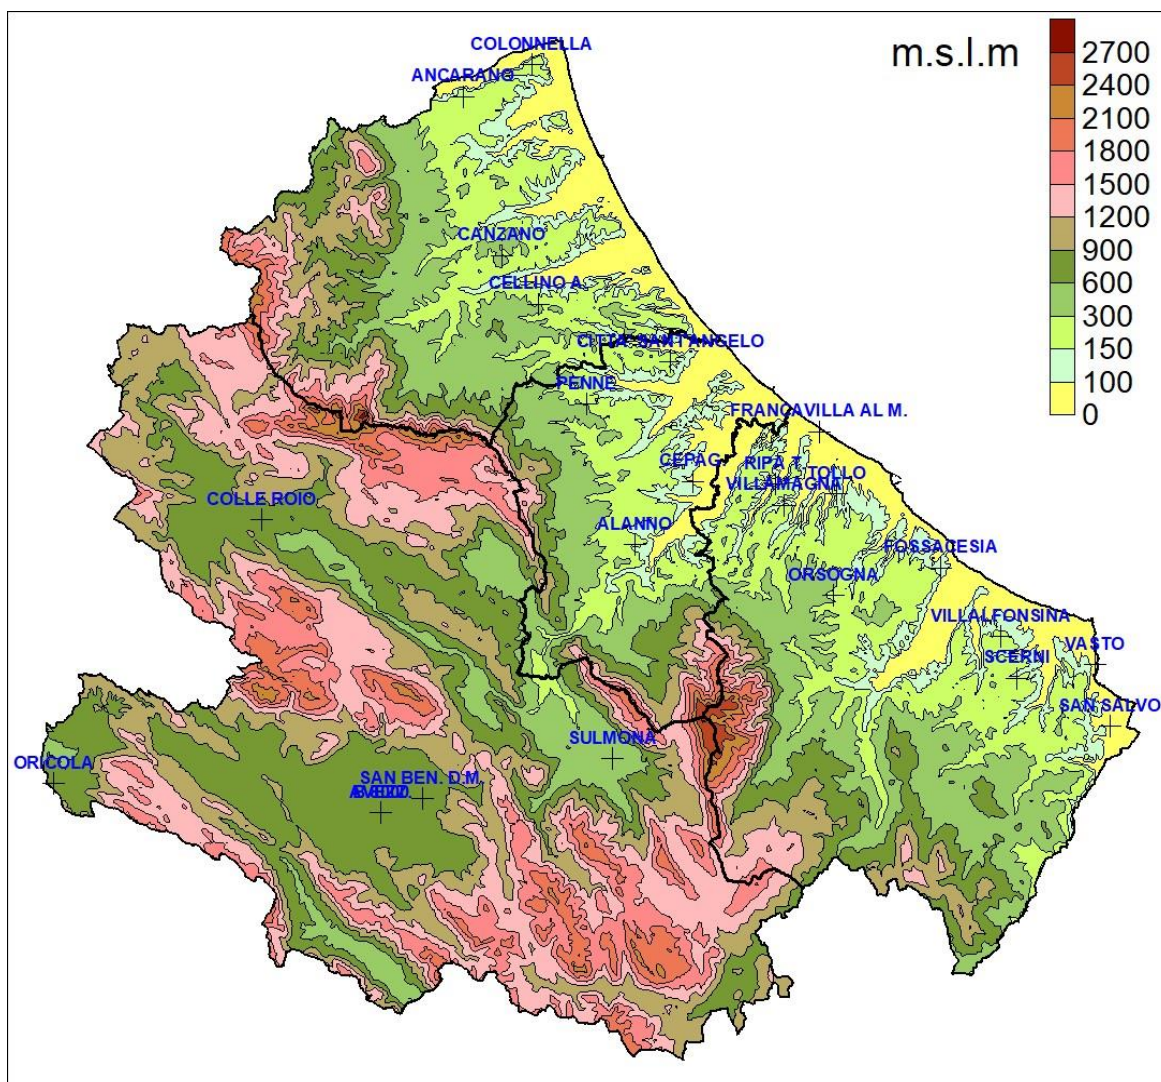 COLONNELLA
ANCARANO
m.s.l.m
2700
2400
2100
1800
1500
1200
900
600
300
150
100
0
CANZANO
CELLINO A.
CITTA' SANT'ANGELO
PENNE
FRANCAVILLA AL M.
CEPAG
RIPA T.
TOLLO
VILLAMAGNA
COLLE ROIO
ALANNO
FOSSACESIA
ORSOGNA
VILLALFONSINA
VASTO
SCERNI
SAN SALVO
SULMONA
ORICOLA
SAN BEN. D.M.